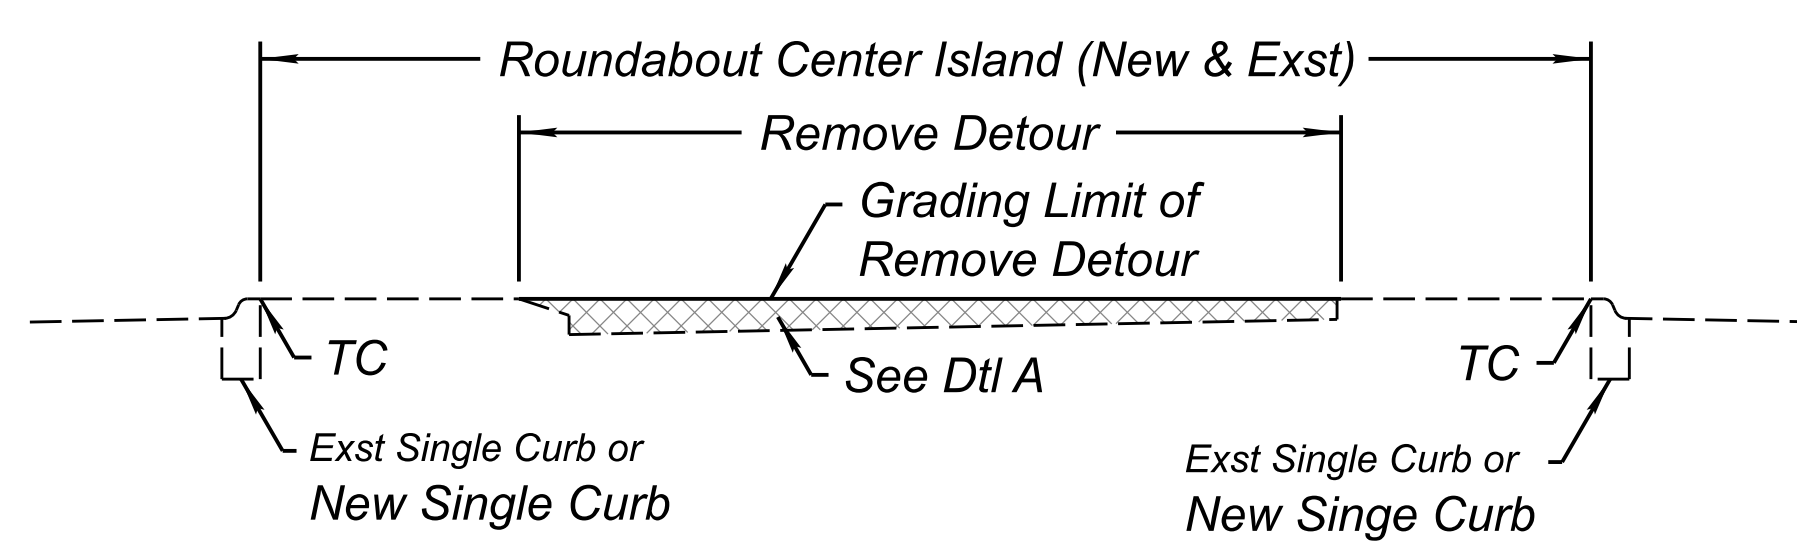 Roundabout Center Island (New & Exst)
Remove Detour
Grading Limit of
Remove Detour
TC
See Dtl A
TC
Exst Single Curb or
New Single Curb
Exst Single Curb or
New Singe Curb